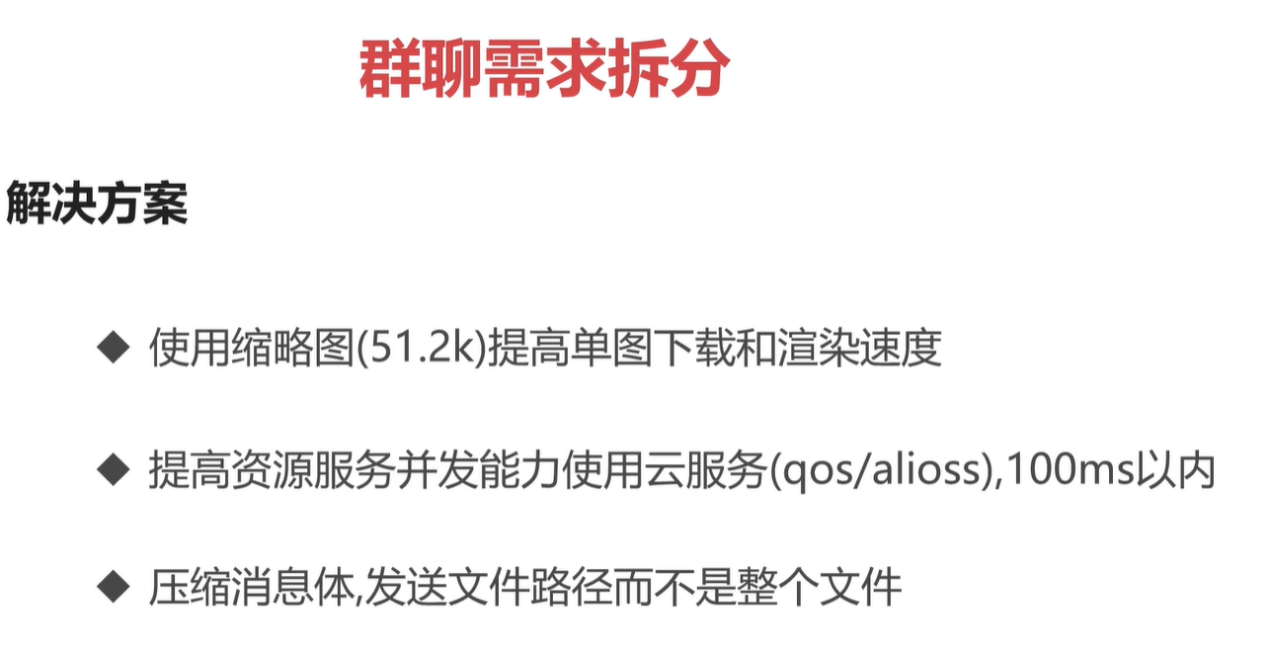 群聊需求拆分
解决方案
◆ 使用缩略图(51.2k)提高单图下载和渲染速度
◆ 提高资源服务并发能力使用云服务(qos/alioss),100ms以内
◆ 压缩消息体,发送文件路径而不是整个文件